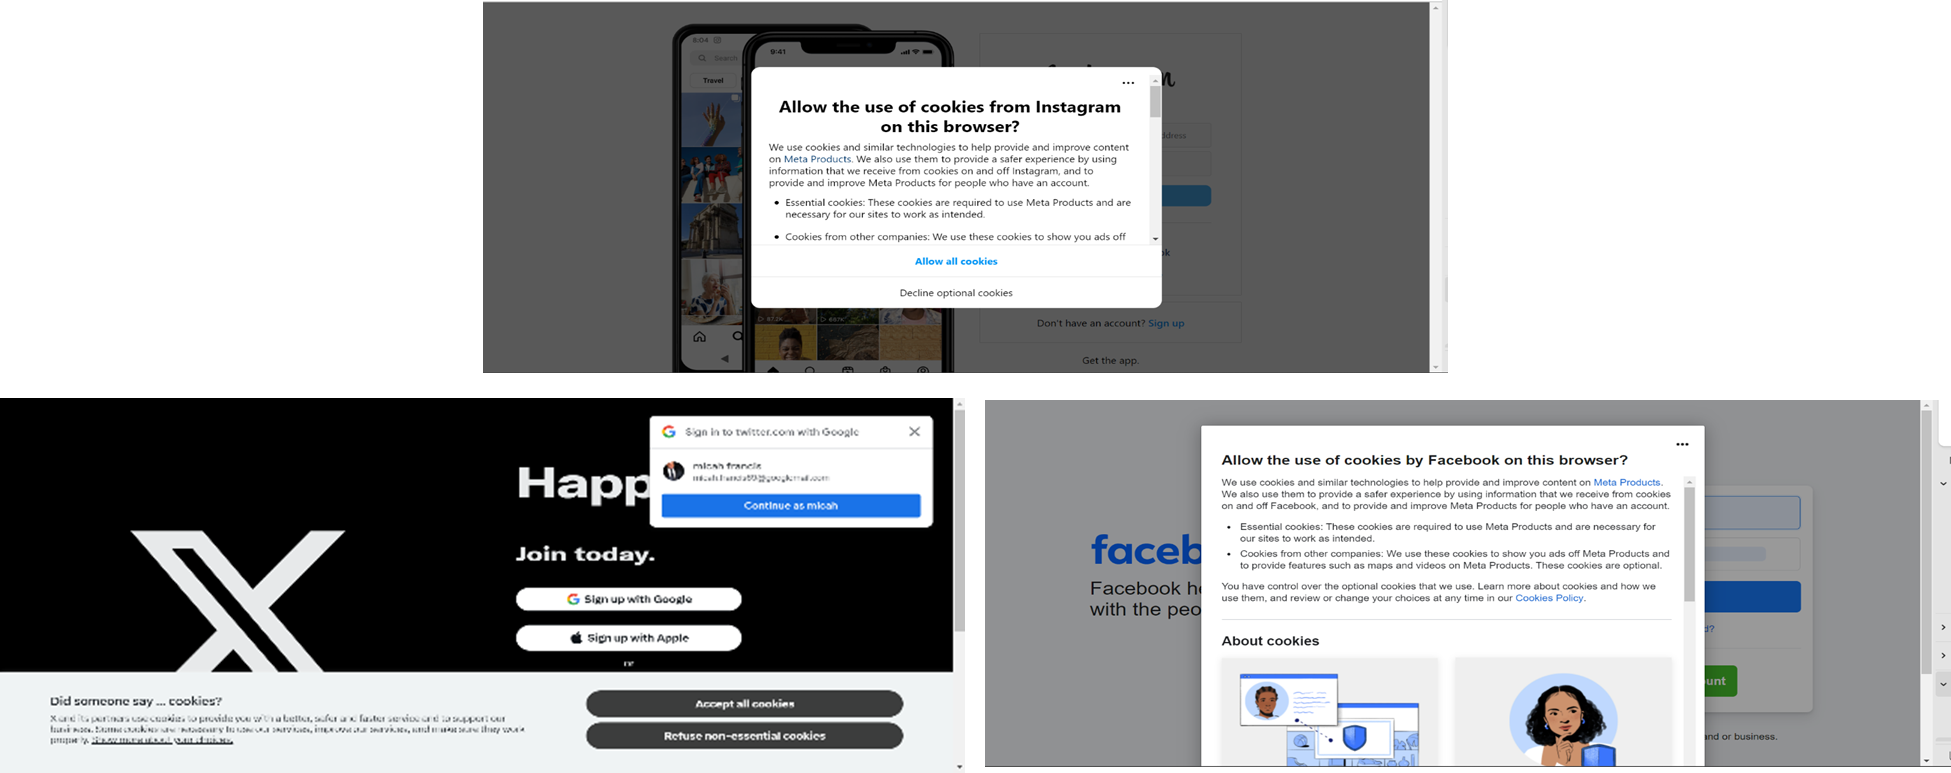 8:04
Search
Travel
9:41
Allow the use of cookies from Instagram
on this browser?
We use cookies and similar technologies to help provide and improve content
on Meta Products. We also use them to provide a safer experience by using
information that we receive from cookies on and off Instagram, and to
provide and improve Meta Products for people who have an account.
• Essential cookies: These cookies are required to use Meta Products and are
necessary for our sites to work as intended.
• Cookies from other companies: We use these cookies to show you ads off
Allow all cookies
Decline optional cookies
Don't have an account? Sign up
Get the app.
Sign in to twitter.com with Google
micah francis
Continue as micah
Happ
Join today.
Sign up with Google
Sign up with Apple
or
Did someone say ... cookies?
X and its partners use cookies to provide you with a better, safer and faster service and to support our
business. Some cookies are necessary to use our services, improve our services, and make sure they work
properly. Show more about your choices.
Accept all cookies
Refuse non-essential cookies
Allow the use of cookies by Facebook on this browser?
We use cookies and similar technologies to help provide and improve content on Meta Products.
We also use them to provide a safer experience by using information that we receive from cookies
on and off Facebook, and to provide and improve Meta Products for people who have an account.
• Essential cookies: These cookies are required to use Meta Products and are necessary for
our sites to work as intended.
• Cookies from other companies: We use these cookies to show you ads off Meta Products and
to provide features such as maps and videos on Meta Products. These cookies are optional.
You have control over the optional cookies that we use. Learn more about cookies and how we
use them, and review or change your choices at any time in our Cookies Policy.
About cookies
faceb
Facebook he
with the peo
d?
ount
and or business.